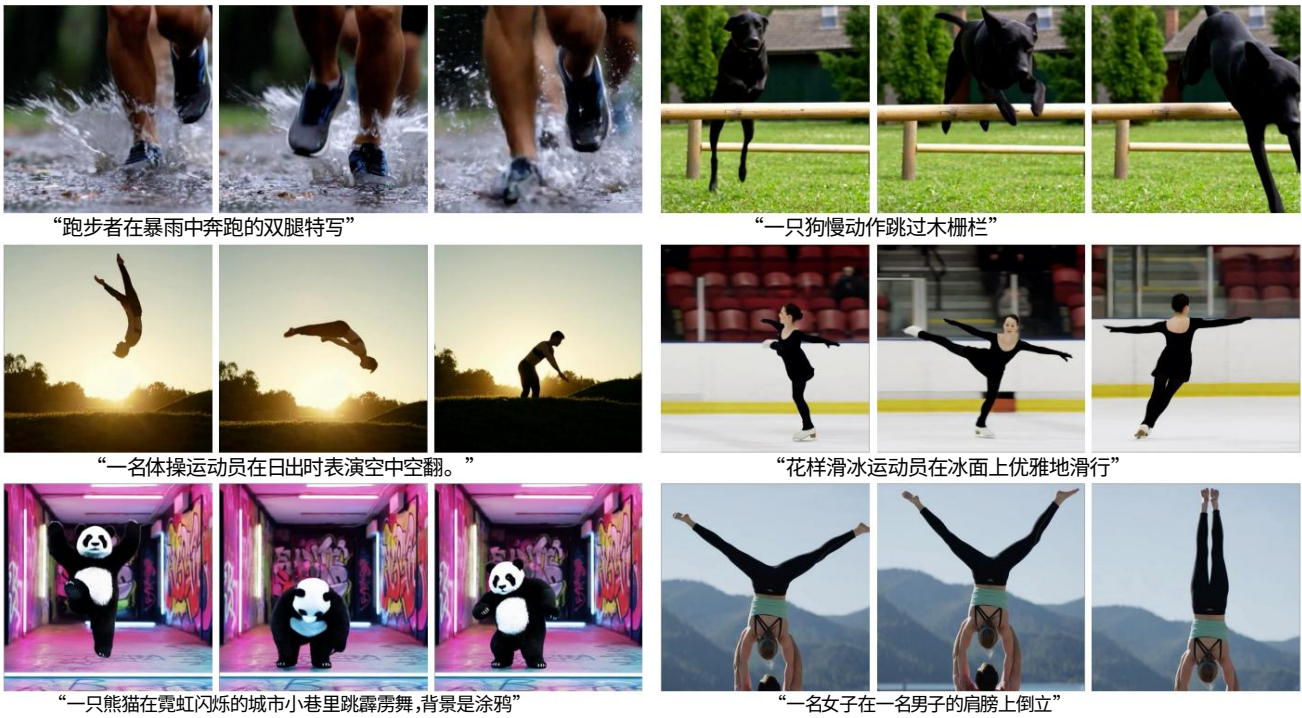 “跑步者在暴雨中奔跑的双腿特写”
“一只狗慢动作跳过木栅栏”
“一名体操运动员在日出时表演空中空翻。”
“花样滑冰运动员在冰面上优雅地滑行”
“一只熊猫在霓虹闪烁的城市小巷里跳霹雳舞,背景是涂鸦”
“一名女子在一名男子的肩膀上倒立”